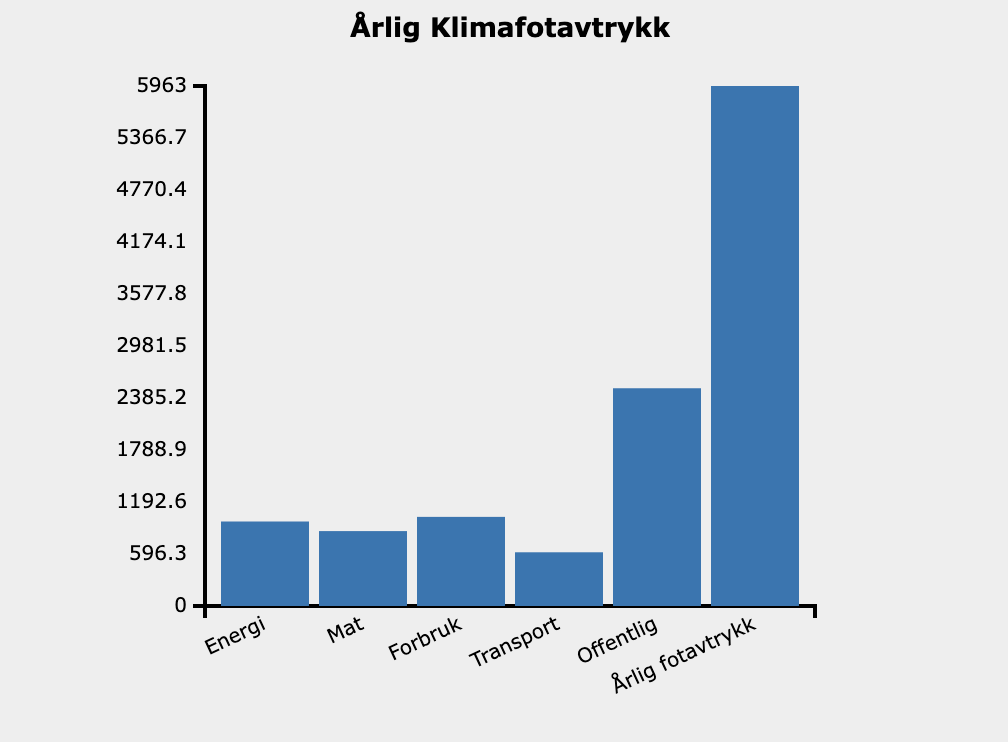 Årlig Klimafotavtrykk
5963
5366.7
4770.4
4174.1
3577.8
2981.5
2385.2
1788.9
1192.6
596.3
0
Energi
Mat
Forbruk
Transport
Offentlig
Årlig fotavtrykk